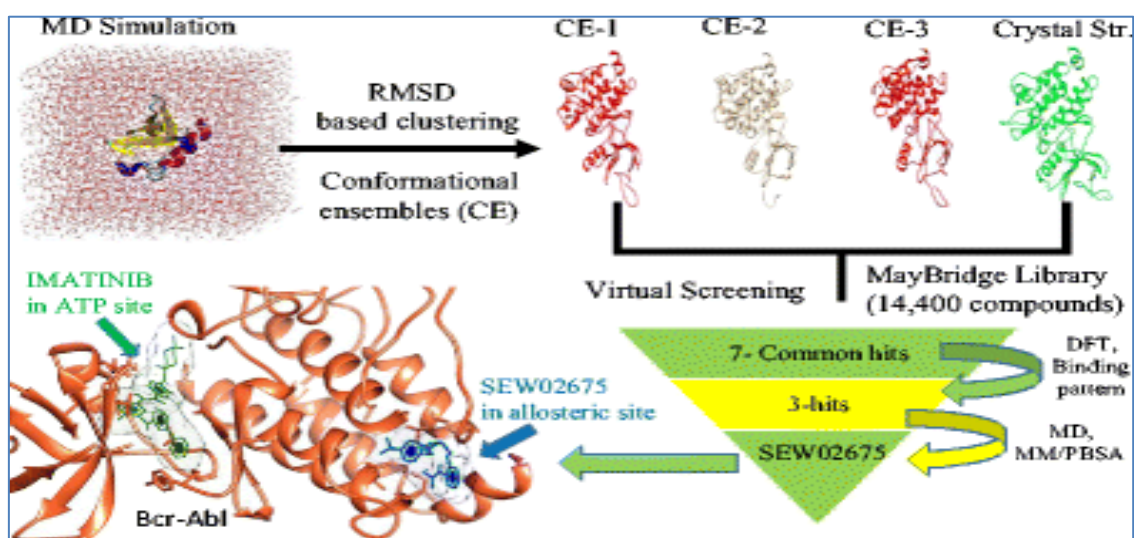 MD Simulation
CE-1
CE-2
CE-3
Crystal Str.
RMSD
based clustering
Conformational
ensembles (CE)
Virtual Screening
MayBridge Library
(14,400 compounds)
IMATINIB
in ATP site
SEW02675
in allosteric site
Bcr-Abl
7- Common hits
DFT,
Binding
pattern
3-hits
MD,
MM/PBSA
SEW02675